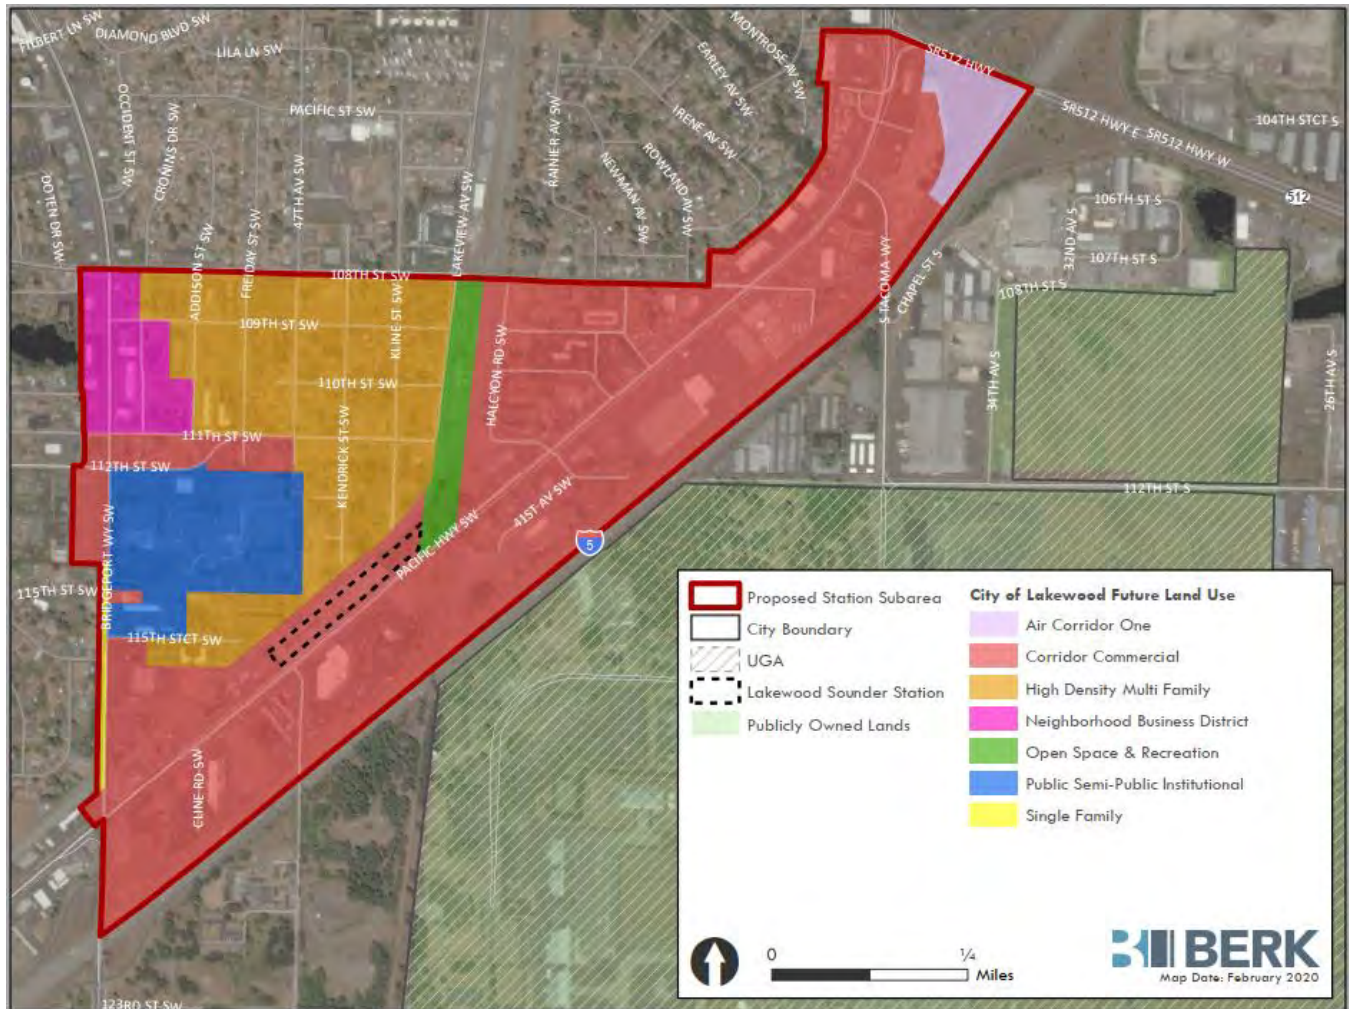 FILBERT LN SW
DIAMOND BLVD SW
LILA LN SW
MONTROSE AV SW
EARLEY AV SW
SR512 HWY
OCCIDENT ST SW
CRONINS DR SW
PACIFIC ST SW
RAINIER AV SW
IRENE AV SW
SR512 HWY E
SR512 HWY W
104TH STCT S
DOTEN DR SW
ADDISON ST SW
FREIDAY ST SW
47TH AV SW
LAKEVIEW AV SW
NEWMAN AV SW
ROWLAND AV SW
106TH ST S
512
32ND AV S
107TH ST S
108TH ST SW
S TACOMA WY
CHAPEL ST S
108TH ST S
109TH ST SW
KLINE ST SW
HALCYON RD SW
110TH ST SW
34TH AV S
26TH AV S
111TH ST SW
KENDRICK ST SW
112TH ST SW
112TH ST S
BRIDGEPORT WY SW
41ST AV SW
PACIFIC HWY SW
5
115TH ST SW
115TH STCT SW
CLINE RD SW
123RD ST SW
Proposed Station Subarea
City Boundary
UGA
Lakewood Sounder Station
Publicly Owned Lands
City of Lakewood Future Land Use
Air Corridor One
Corridor Commercial
High Density Multi Family
Neighborhood Business District
Open Space & Recreation
Public Semi-Public Institutional
Single Family
0
¼
Miles
BERK
Map Date: February 2020